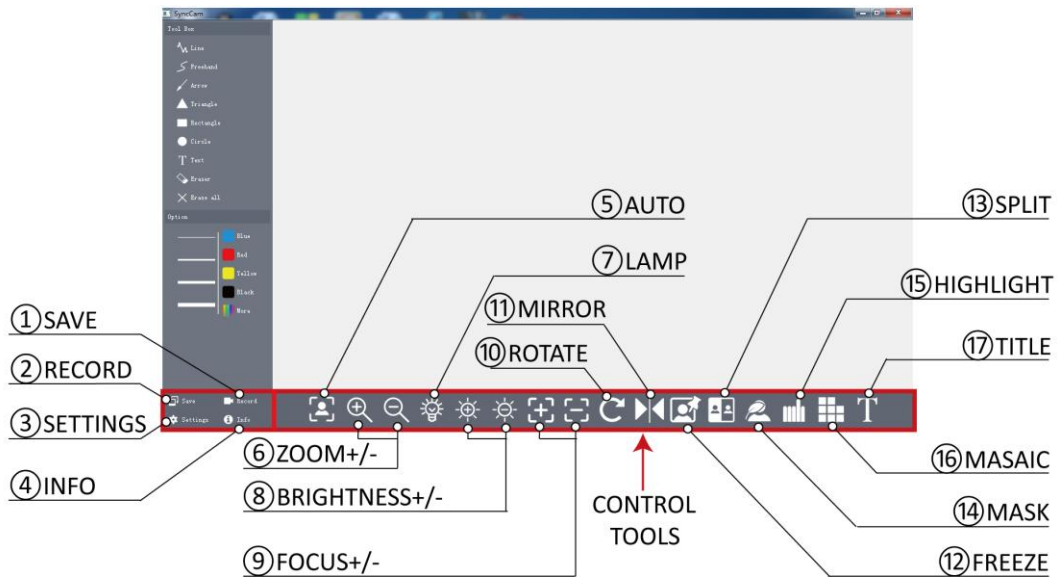 SyncCam
Tool Box
Line
Freehand
Arrow
Triangle
Rectangle
Circle
T Text
Eraser
Erase all
Option
Blue
Red
Yellow
Black
More
Save
Record
Settings
Info
T
①SAVE
②RECORD
③SETTINGS
④INFO
⑤AUTO
⑥ZOOM+/-
⑦LAMP
⑧BRIGHTNESS+/-
⑨FOCUS+/-
⑩ROTATE
⑪MIRROR
CONTROL
TOOLS
⑫FREEZE
⑬SPLIT
⑭MASK
⑮HIGHLIGHT
⑯MASAIC
⑰TITLE